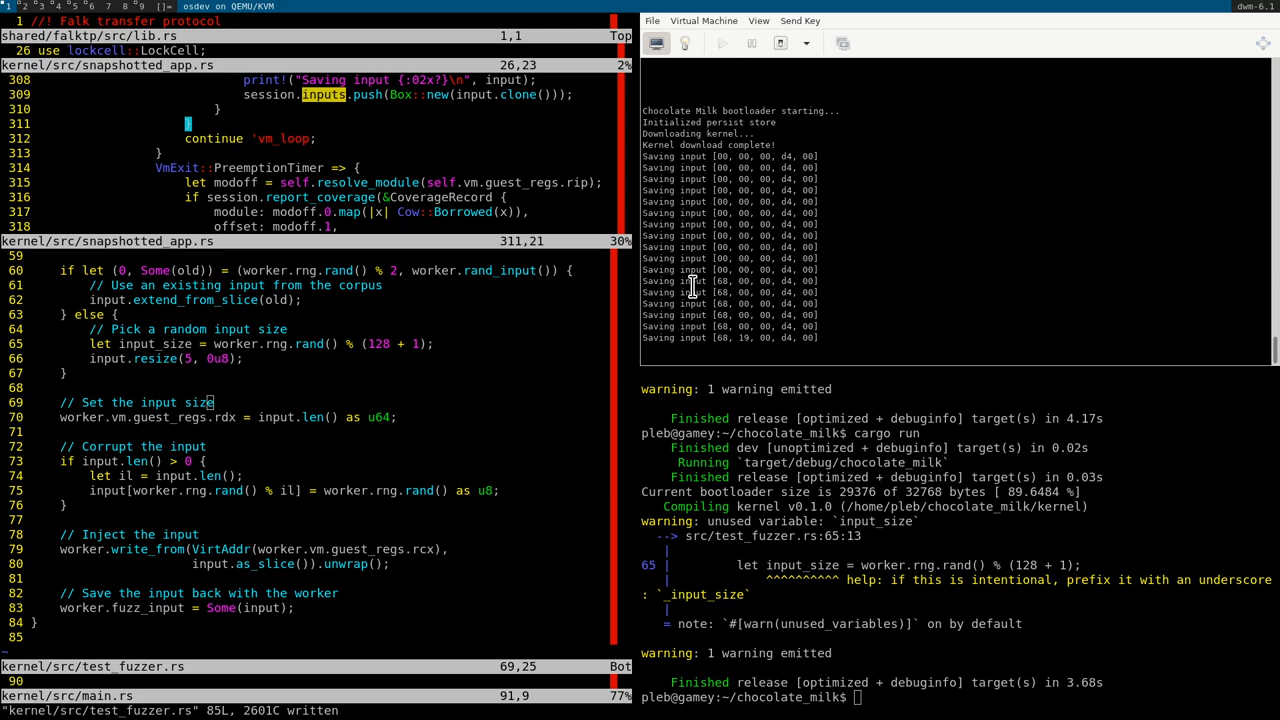 1 2 3 4 5 6 7 8 9 []= osdev on QEMU/KVM dwm-6.1
1 //! Falk transfer protocol
shared/falktp/src/lib.rs 1,1 Top
26 use lockcell::LockCell;
kernel/src/snapshotted_app.rs 26,23 2%
308 print!("Saving input {:02x?}\n", input);
309 session.inputs.push(Box::new(input.clone()));
310 }
311 }
312 continue 'vm_loop;
313 }
314 VmExit::PreemptionTimer => {
315 let modoff = self.resolve_module(self.vm.guest_regs.rip);
316 if session.report_coverage(&CoverageRecord {
317 module: modoff.0.map(|x| Cow::Borrowed(x)),
318 offset: modoff.1,
kernel/src/snapshotted_app.rs 311,21 30%
59
60 if let (0, Some(old)) = (worker.rng.rand() % 2, worker.rand_input()) {
61 // Use an existing input from the corpus
62 input.extend_from_slice(old);
63 } else {
64 // Pick a random input size
65 let input_size = worker.rng.rand() % (128 + 1);
66 input.resize(5, 0u8);
67 }
68
69 // Set the input size
70 worker.vm.guest_regs.rdx = input.len() as u64;
71
72 // Corrupt the input
73 if input.len() > 0 {
74 let il = input.len();
75 input[worker.rng.rand() % il] = worker.rng.rand() as u8;
76 }
77
78 // Inject the input
79 worker.write_from(VirtAddr(worker.vm.guest_regs.rcx),
80 input.as_slice()).unwrap();
81
82 // Save the input back with the worker
83 worker.fuzz_input = Some(input);
84 }
85
~
kernel/src/test_fuzzer.rs 69,25 Bot
90
kernel/src/main.rs 91,9 77%
"kernel/src/test_fuzzer.rs" 85L, 2601C written
File Virtual Machine View Send Key
Chocolate Milk bootloader starting...
Initialized persist store
Downloading kernel...
Kernel download complete!
Saving input [00, 00, 00, d4, 00]
Saving input [00, 00, 00, d4, 00]
Saving input [00, 00, 00, d4, 00]
Saving input [00, 00, 00, d4, 00]
Saving input [00, 00, 00, d4, 00]
Saving input [00, 00, 00, d4, 00]
Saving input [00, 00, 00, d4, 00]
Saving input [00, 00, 00, d4, 00]
Saving input [00, 00, 00, d4, 00]
Saving input [00, 00, 00, d4, 00]
Saving input [00, 00, 00, d4, 00]
Saving input [68, 00, 00, d4, 00]
Saving input [68, 00, 00, d4, 00]
Saving input [68, 00, 00, d4, 00]
Saving input [68, 00, 00, d4, 00]
Saving input [68, 00, 00, d4, 00]
Saving input [68, 19, 00, d4, 00]
warning: 1 warning emitted
Finished release [optimized + debuginfo] target(s) in 4.17s
pleb@gamey:~/chocolate_milk$ cargo run
Finished dev [unoptimized + debuginfo] target(s) in 0.02s
Running `target/debug/chocolate_milk`
Finished release [optimized + debuginfo] target(s) in 0.03s
Current bootloader size is 29376 of 32768 bytes [ 89.6484 %]
Compiling kernel v0.1.0 (/home/pleb/chocolate_milk/kernel)
warning: unused variable: `input_size`
--> src/test_fuzzer.rs:65:13
|
65 | let input_size = worker.rng.rand() % (128 + 1);
| ^^^^^^^^^^ help: if this is intentional, prefix it with an underscore
: `_input_size`
|
= note: `#[warn(unused_variables)]` on by default
warning: 1 warning emitted
Finished release [optimized + debuginfo] target(s) in 3.68s
pleb@gamey:~/chocolate_milk$